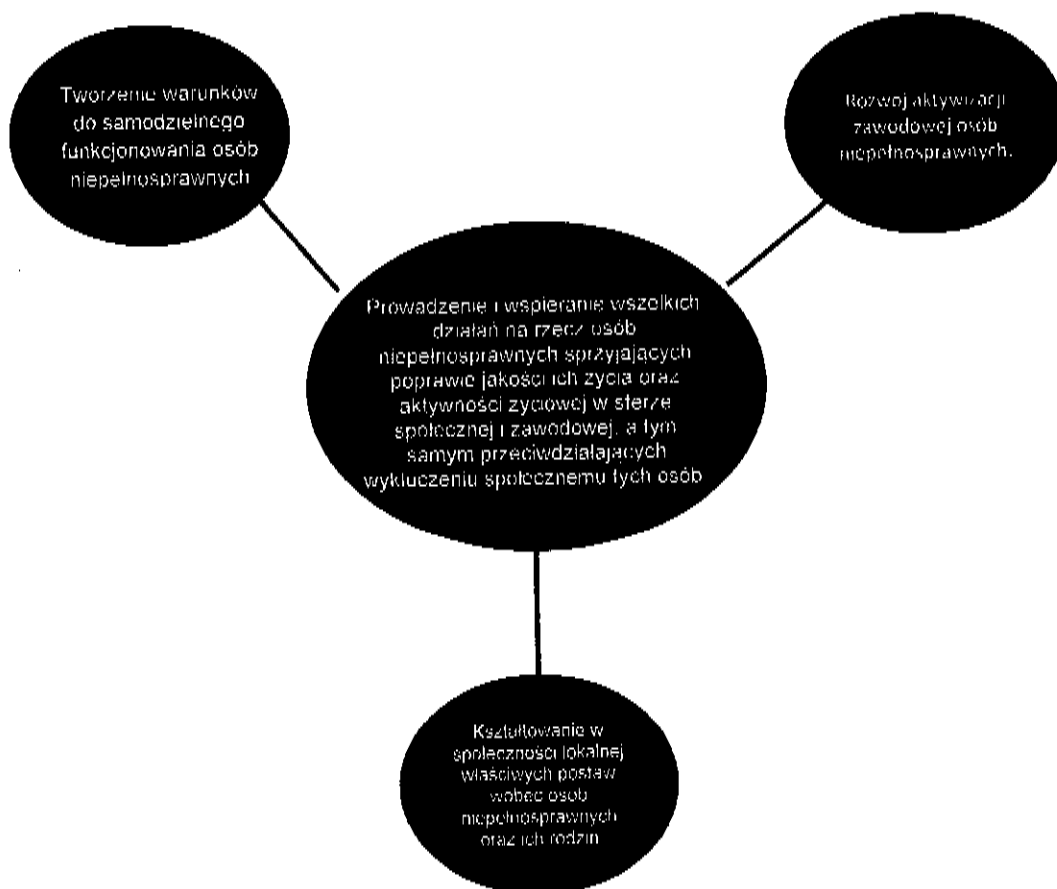 Tworzenie warunków
do samodzielnego
funkcjonowania osób
niepełnosprawnych
Rozwoj aktywizacji
zawodowej osób
niepełnosprawnych.
Prowadzenie i wspieranie wszelkich
działań na rzecz osób
niepełnosprawnych sprzyjających
poprawie jakości ich życia oraz
aktywności życiowej w sferze
społecznej i zawodowej, a tym
samym przeciwdziałających
wykluczeniu społecznemu tych osób
Kształtowanie w
społeczności lokalnej
właściwych postaw
wobec osób
niepełnosprawnych
oraz ich rodzin